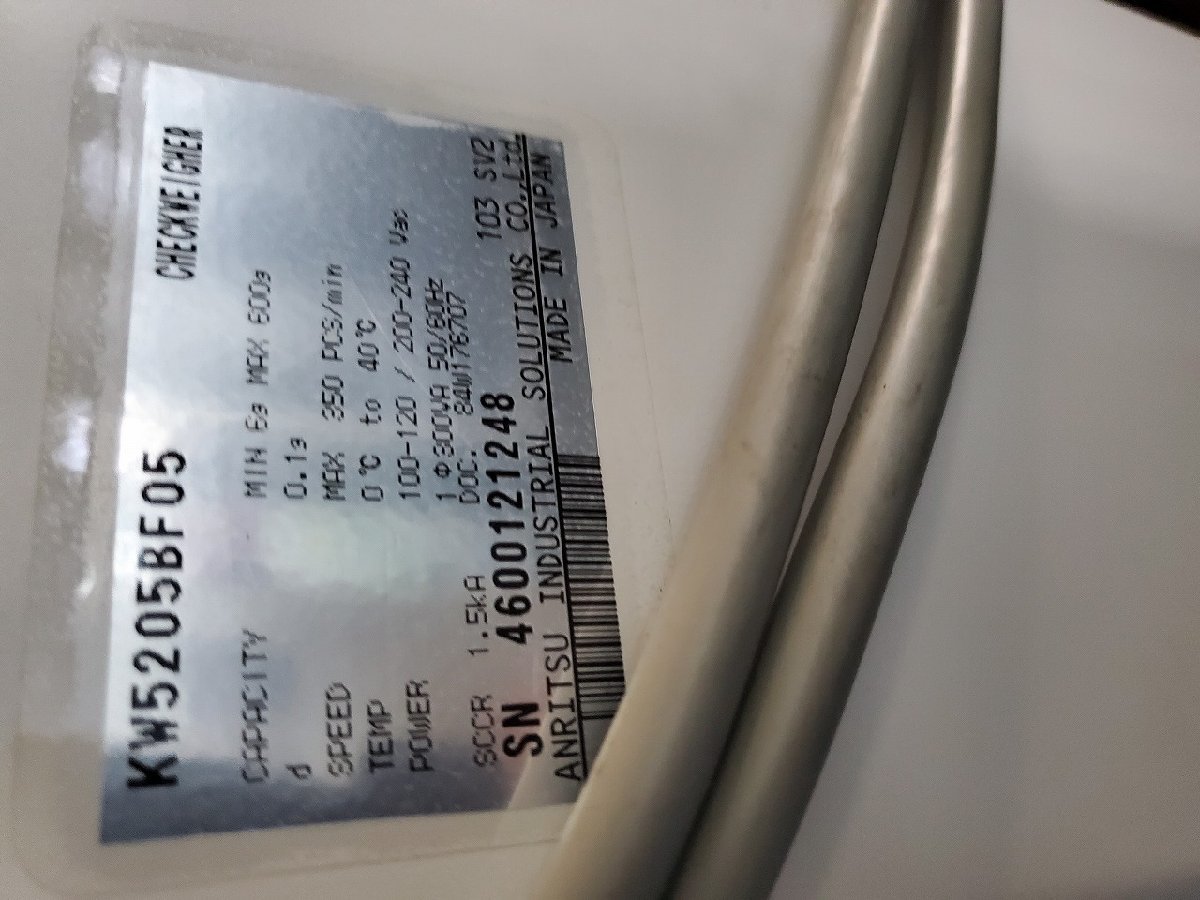 KW5205BF05 CHECKWEIGHER
CAPACITY MIN 6g MAX 600g
d 0.1g
SPEED MAX 350 PCS/min
TEMP 0℃ to 40℃
POWER 100-120 / 200-240 Vac
1Φ300VA 50/60Hz
DOC. 84W176707
SCCR 1.5kA 103 SV2
SN 4600121248
ANRITSU INDUSTRIAL SOLUTIONS CO.,Ltd.
MADE IN JAPAN